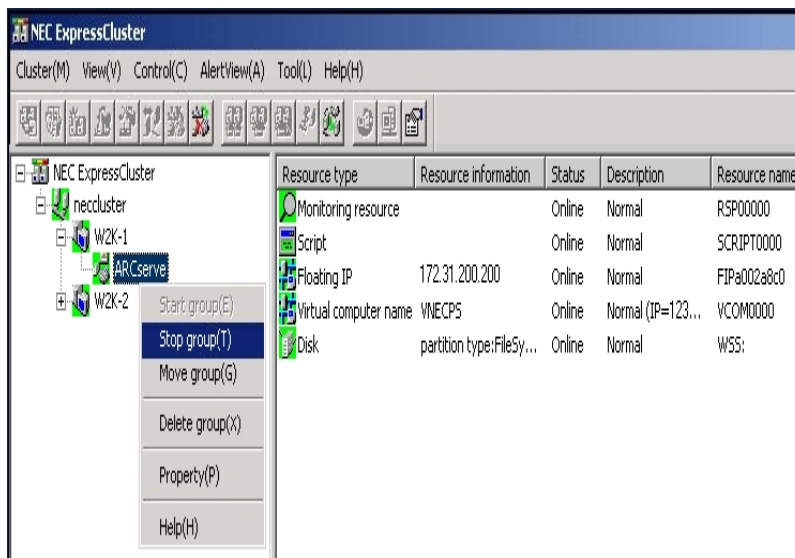 NEC ExpressCluster
Cluster(M) View(V) Control(C) AlertView(A) Tool(L) Help(H)
NEC ExpressCluster
neccluster
W2K-1
ARCserve
W2K-2
Start group(E)
Stop group(T)
Move group(G)
Delete group(X)
Property(P)
Help(H)
Resource type Resource information Status Description Resource name
Monitoring resource Online Normal RSP00000
Script Online Normal SCRIPT0000
Floating IP 172.31.200.200 Online Normal FIPa002a8c0
Virtual computer name VNECPS Online Normal (IP=123... VCOM0000
Disk partition type:FileSy... Online Normal WSS: